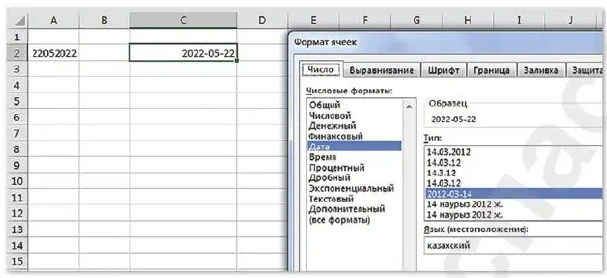 A B C D E F G H I J
1
Формат ячеек
2 22052022 2022-05-22
3
Число Выравнивание Шрифт Граница Заливка Защита
4
Числовые форматы:
5
Общий
Числовой
Денежный
Финансовый
Дата
Время
Процентный
Дробный
Экспоненциальный
Текстовый
Дополнительный
(все форматы)
Образец
2022-05-22
Тип:
14.03.2012
14.03.12
14.3.12
14.03.12
2012-03-14
14 наурыз 2012 ж.
14 наурыз 2012 ж.
Язык (местоположение):
казахский
6
7
8
9
10
11
12
13
14
15